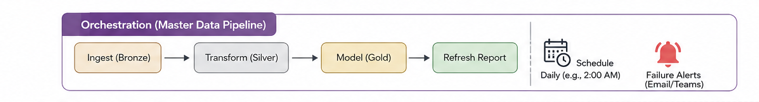 Orchestration (Master Data Pipeline)
Ingest (Bronze)
Transform (Silver)
Model (Gold)
Refresh Report
Schedule
Daily (e.g., 2:00 AM)
Failure Alerts
(Email/Teams)